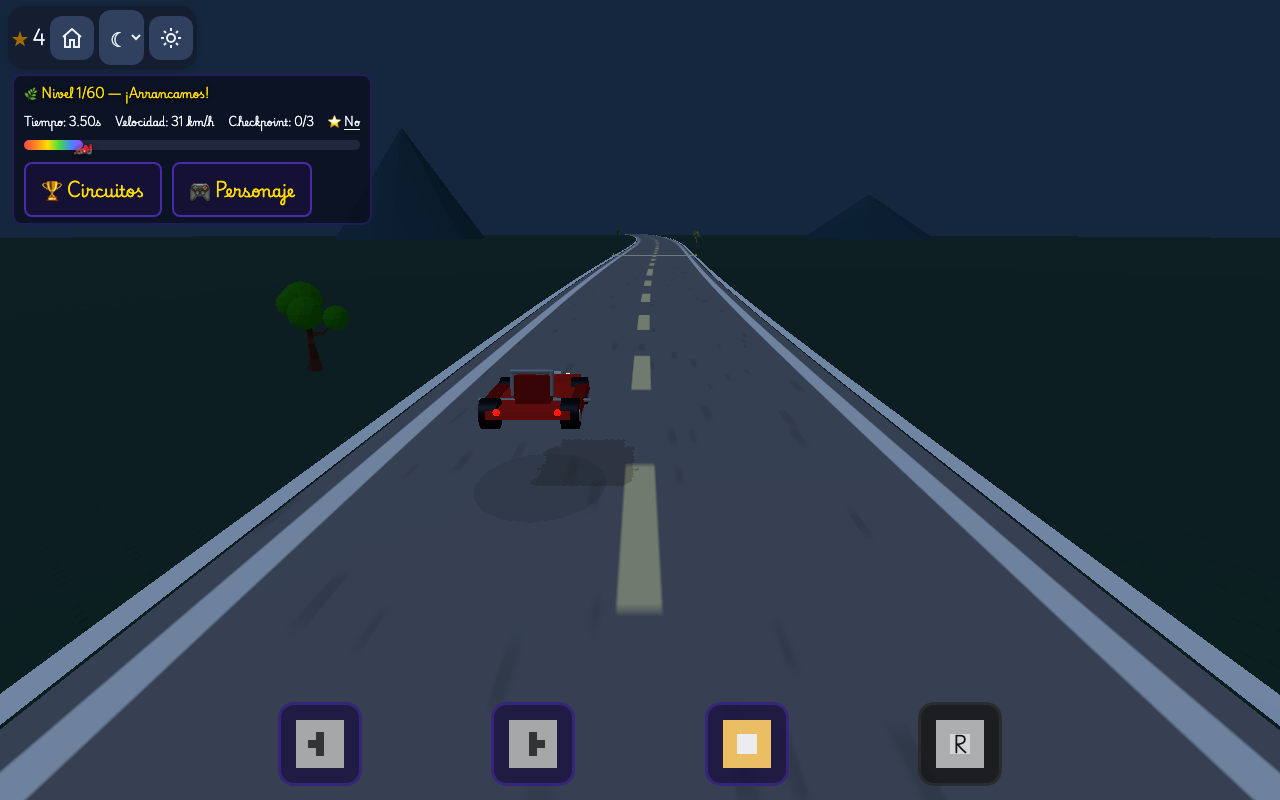 4
Nivel 1/60 — ¡Arrancamos!
Tiempo: 3.50s Velocidad: 31 km/h Checkpoint: 0/3 No
Circuitos Personaje
R